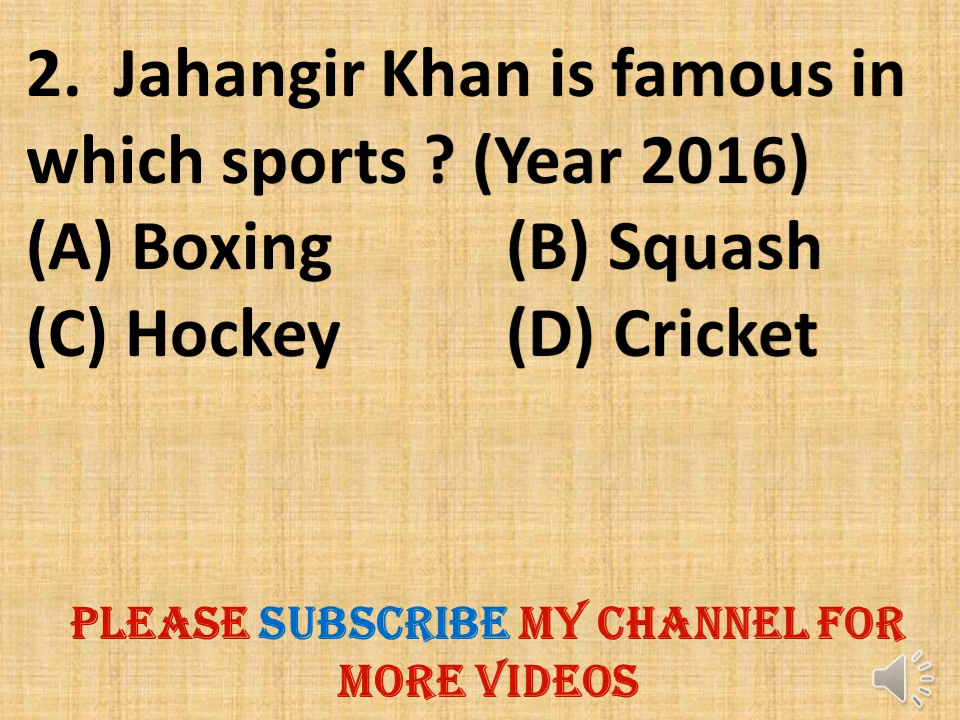 2. Jahangir Khan is famous in
which sports ? (Year 2016)
(A) Boxing (B) Squash
(C) Hockey (D) Cricket
PLEASE SUBSCRIBE MY CHANNEL FOR
MORE VIDEOS